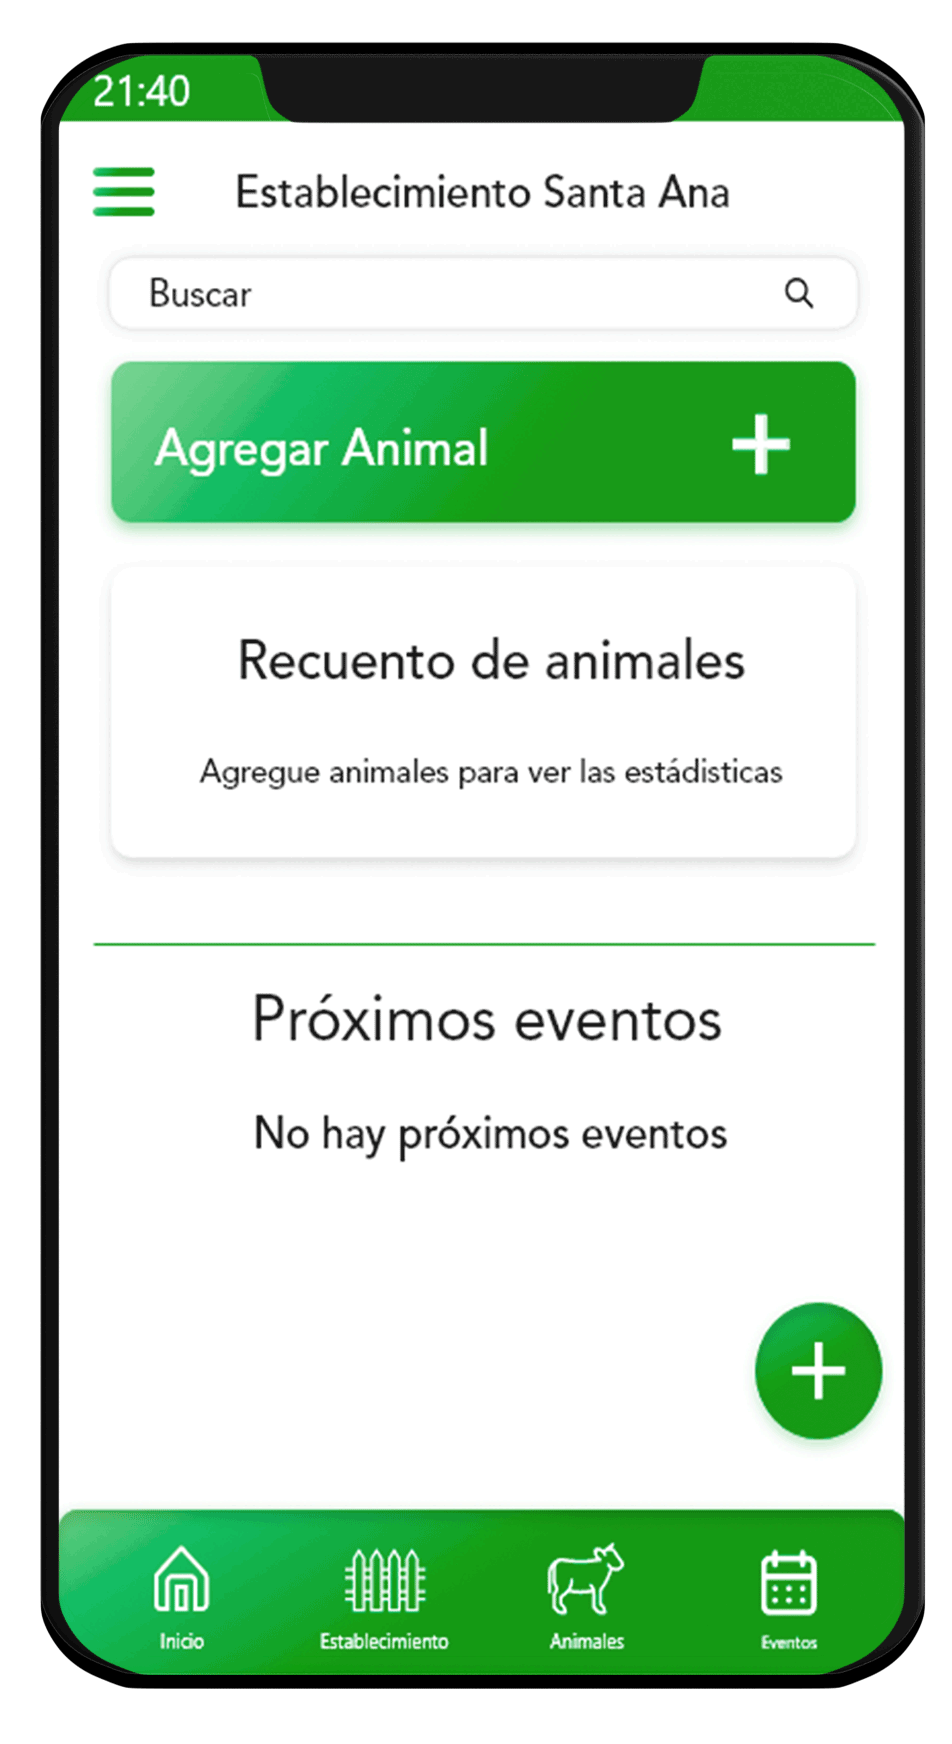 21:40
Establecimiento Santa Ana
Buscar
Agregar Animal
Recuento de animales
Agregue animales para ver las estádisticas
Próximos eventos
No hay próximos eventos
Inicio
Establecimiento
Animales
Eventos